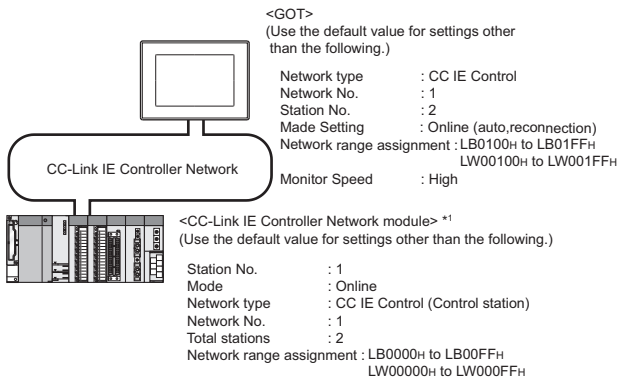 <GOT>
(Use the default value for settings other
than the following.)
Network type : CC IE Control
Network No. : 1
Station No. : 2
Made Setting : Online (auto,reconnection)
Network range assignment : LB0100H to LB01FFH
LW00100H to LW001FFH
Monitor Speed : High
CC-Link IE Controller Network
<CC-Link IE Controller Network module> *1
(Use the default value for settings other than the following.)
Station No. : 1
Mode : Online
Network type : CC IE Control (Control station)
Network No. : 1
Total stations : 2
Network range assignment : LB0000H to LB00FFH
LW00000H to LW000FFH